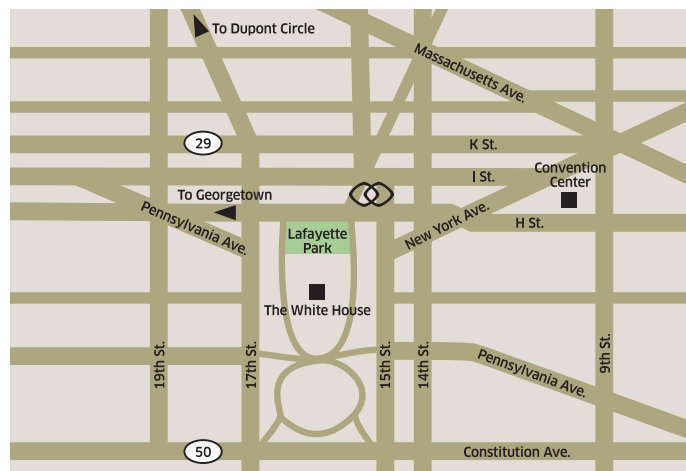 To Dupont Circle
Massachusetts Ave.
29
K St.
I St.
Convention
Center
To Georgetown
Pennsylvania Ave.
New York Ave.
H St.
Lafayette
Park
The White House
19th St.
17th St.
15th St.
14th St.
9th St.
Pennsylvania Ave.
50
Constitution Ave.